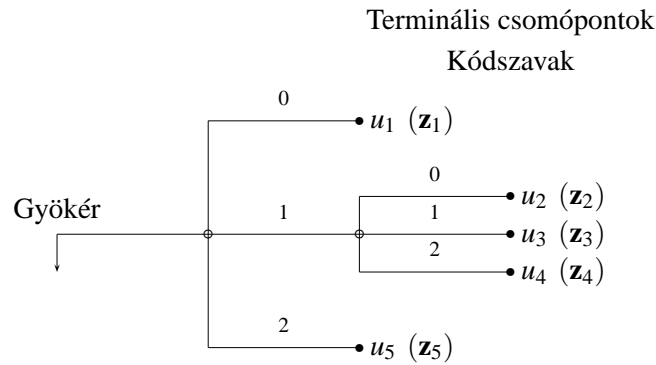 Terminális csomópontok
Kódszavak
0
u1 (z1)
0
u2 (z2)
Gyökér
1
1
u3 (z3)
2
u4 (z4)
2
u5 (z5)